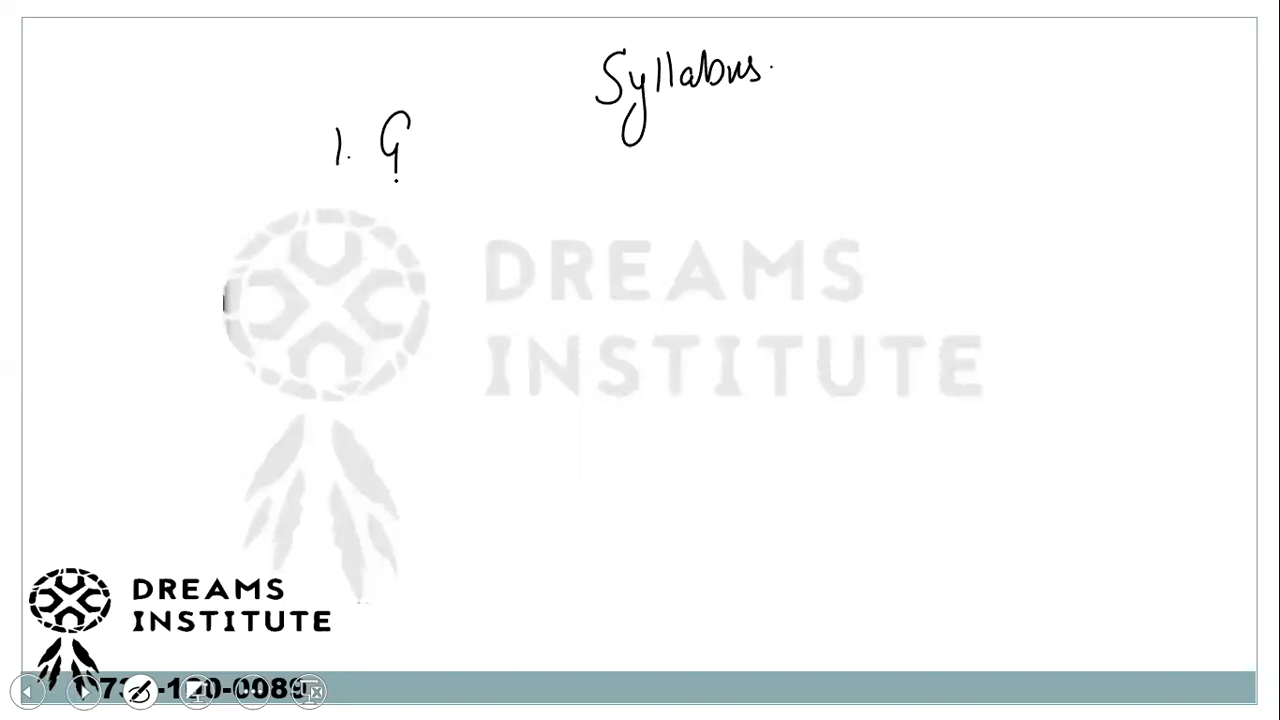 Syllabus.
1. G
DREAMS
INSTITUTE
DREAMS
INSTITUTE